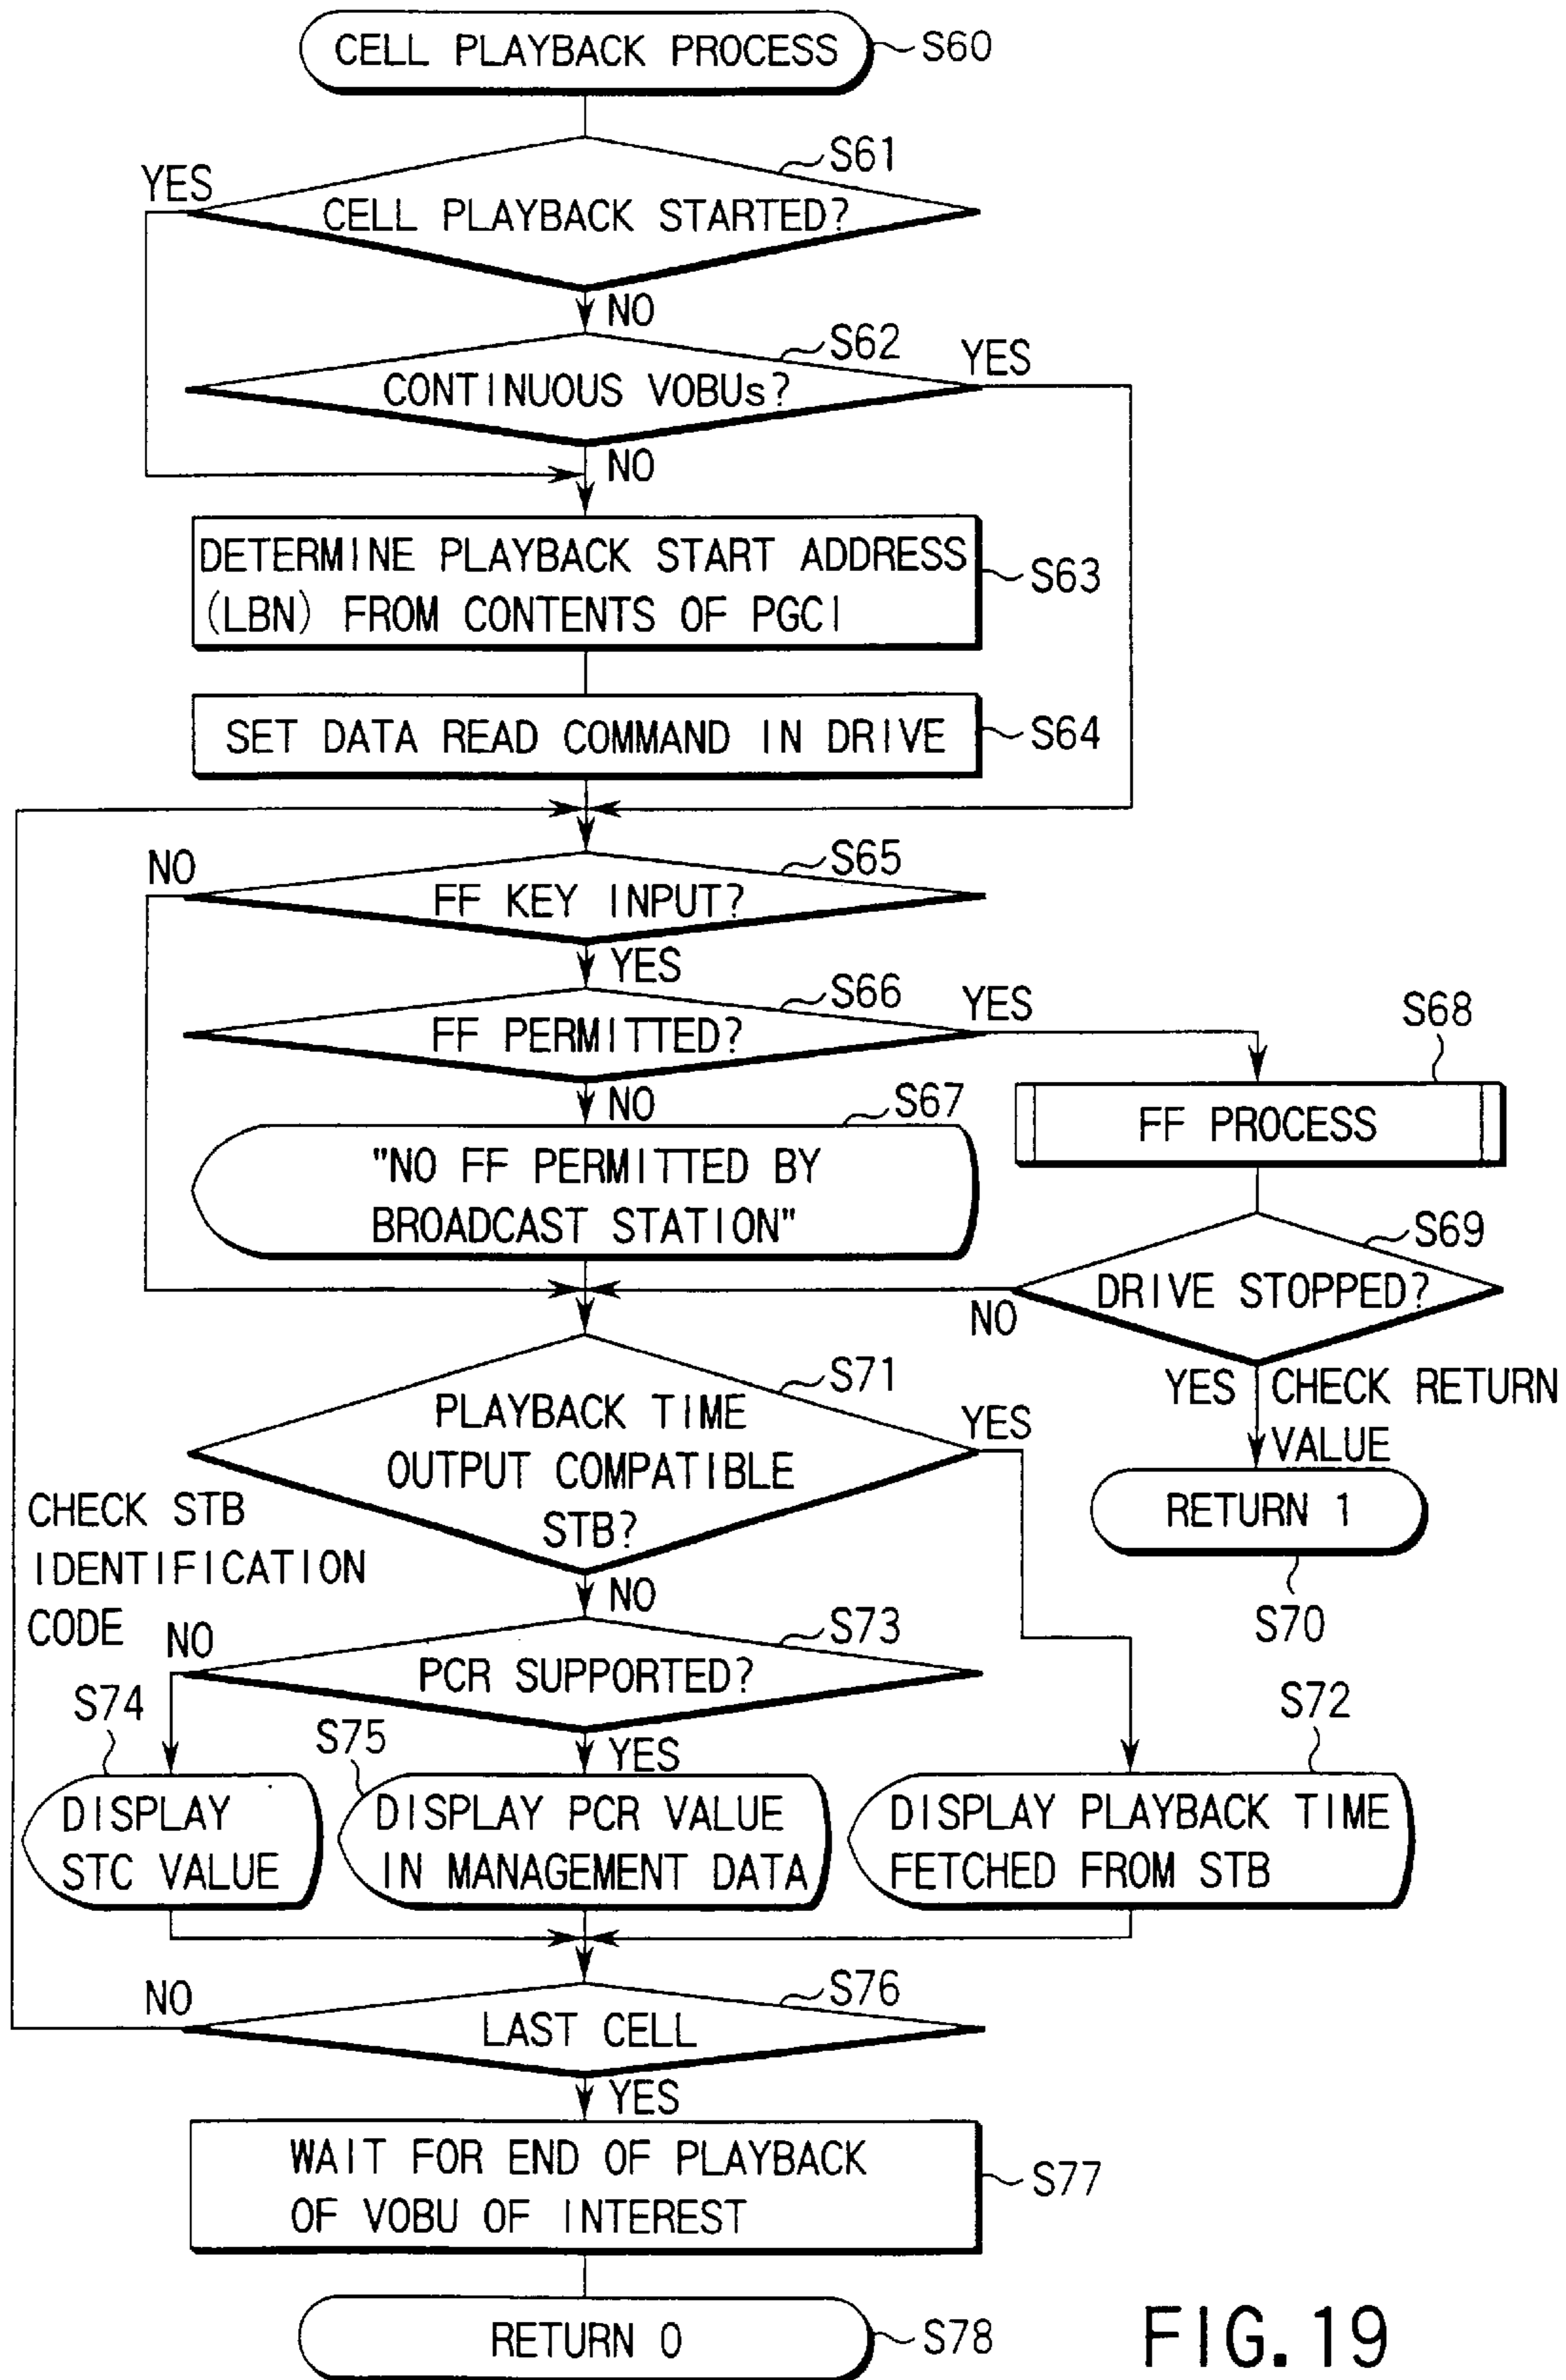 CELL PLAYBACK PROCESS
S60
S61
YES
CELL PLAYBACK STARTED?
NO
S62
YES
CONTINUOUS VOBUs?
NO
DETERMINE PLAYBACK START ADDRESS
(LBN) FROM CONTENTS OF PGCI
S63
SET DATA READ COMMAND IN DRIVE
S64
NO
S65
FF KEY INPUT?
YES
S66
YES
S68
FF PERMITTED?
NO
S67
FF PROCESS
"NO FF PERMITTED BY
BROADCAST STATION"
S69
DRIVE STOPPED?
NO
YES
CHECK RETURN
VALUE
RETURN 1
S70
S71
PLAYBACK TIME
OUTPUT COMPATIBLE
STB?
YES
CHECK STB
IDENTIFICATION
CODE
NO
NO
S73
PCR SUPPORTED?
S74
S75
YES
S72
DISPLAY
STC VALUE
DISPLAY PCR VALUE
IN MANAGEMENT DATA
DISPLAY PLAYBACK TIME
FETCHED FROM STB
NO
S76
LAST CELL
YES
WAIT FOR END OF PLAYBACK
OF VOBU OF INTEREST
S77
RETURN 0
S78
FIG.19